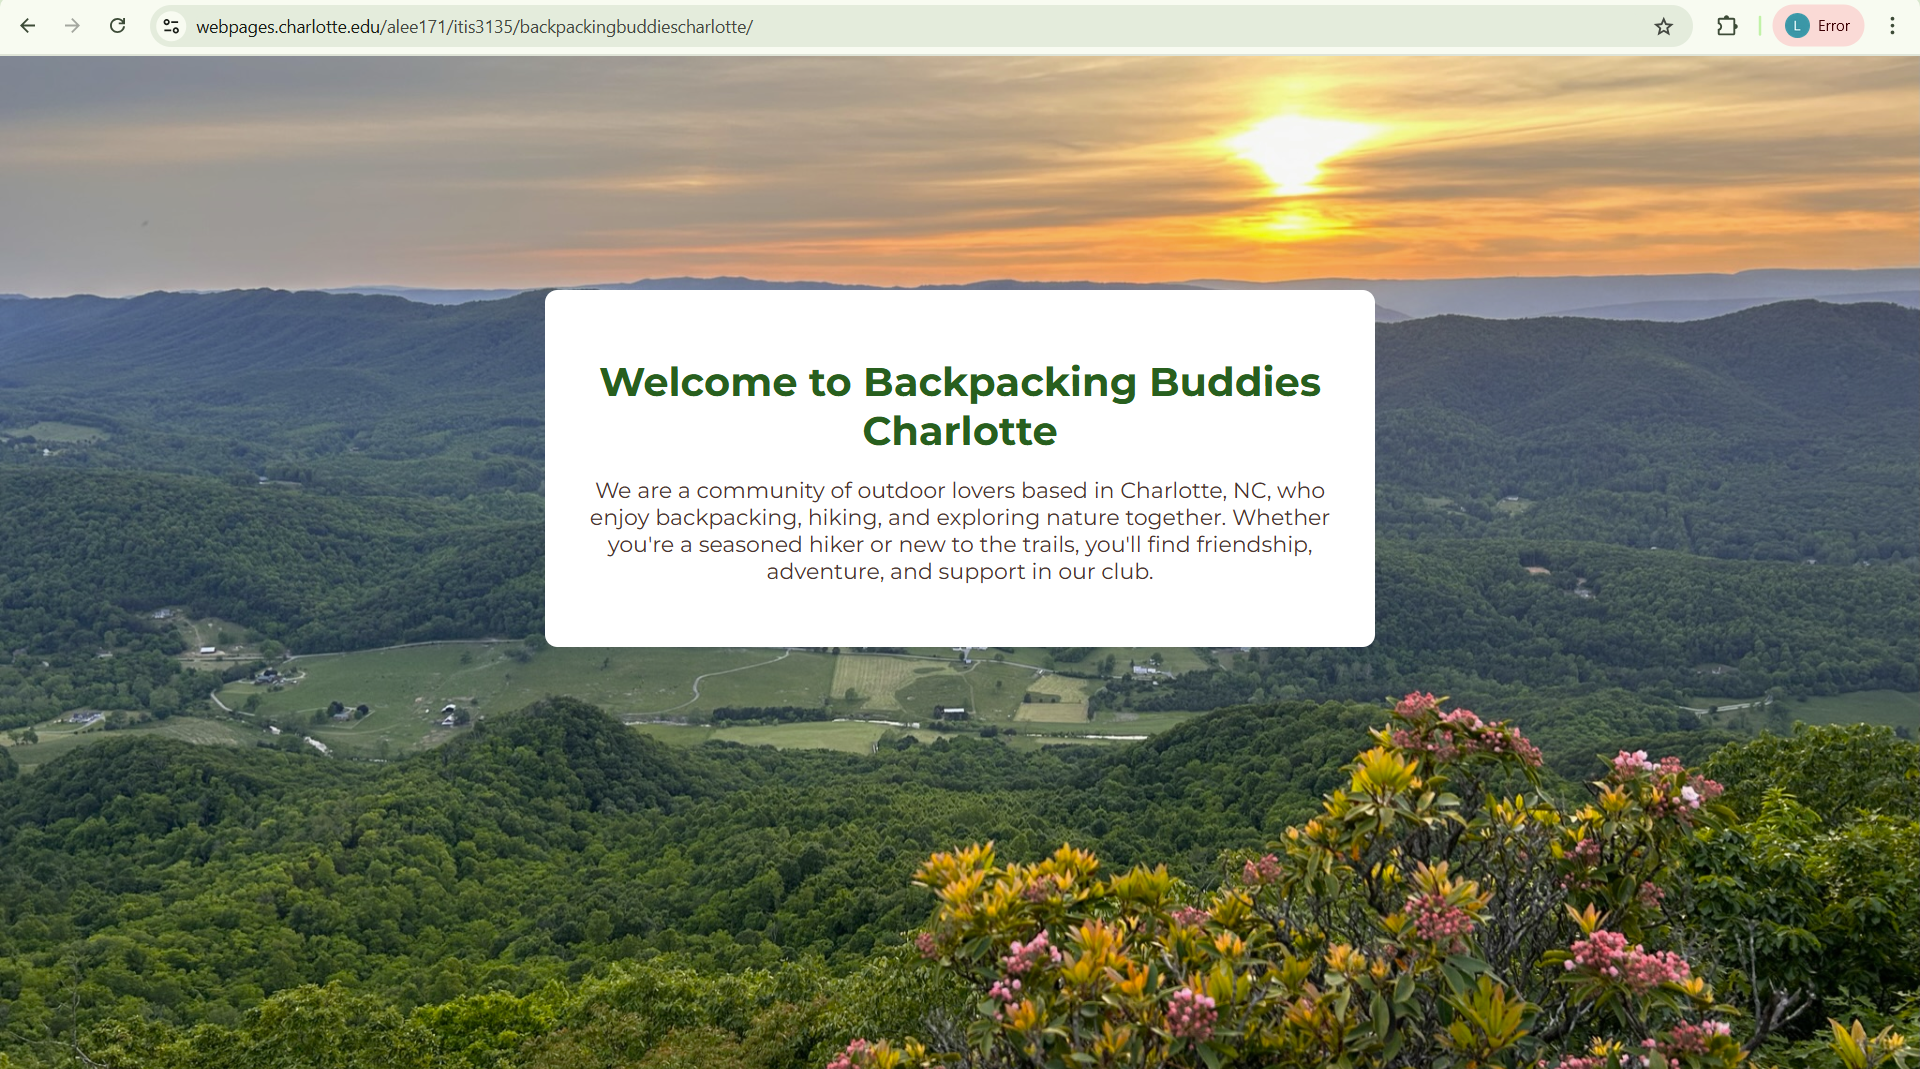 webpages.charlotte.edu/alee171/itis3135/backpackingbuddiescharlotte/
L Error
Welcome to Backpacking Buddies
Charlotte
We are a community of outdoor lovers based in Charlotte, NC, who
enjoy backpacking, hiking, and exploring nature together. Whether
you're a seasoned hiker or new to the trails, you'll find friendship,
adventure, and support in our club.